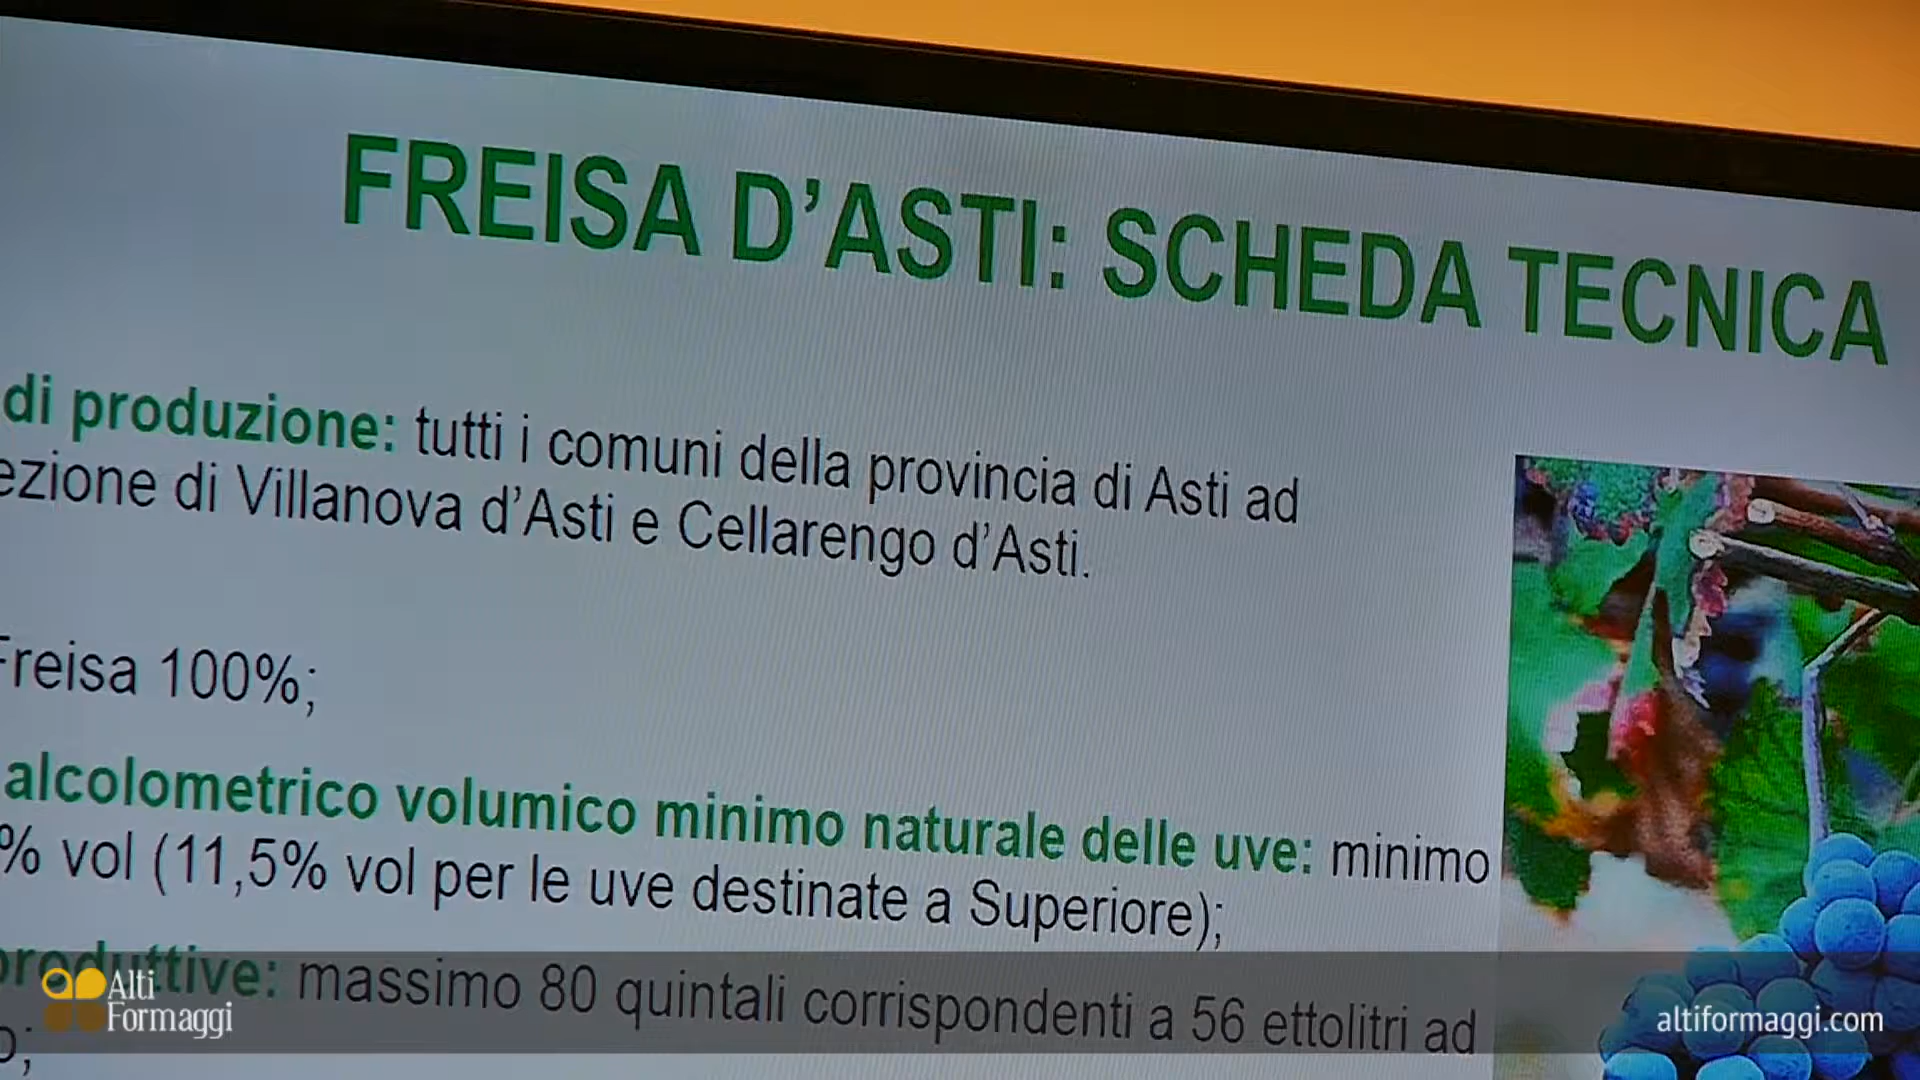 FREISA D'ASTI: SCHEDA TECNICA
di produzione: tutti i comuni della provincia di Asti ad
ezione di Villanova d'Asti e Cellarengo d'Asti.
Freisa 100%;
alcolometrico volumico minimo naturale delle uve: minimo
% vol (11,5% vol per le uve destinate a Superiore);
produttive: massimo 80 quintali corrispondenti a 56 ettolitri ad
o;
Alti
Formaggi
altiformaggi.com